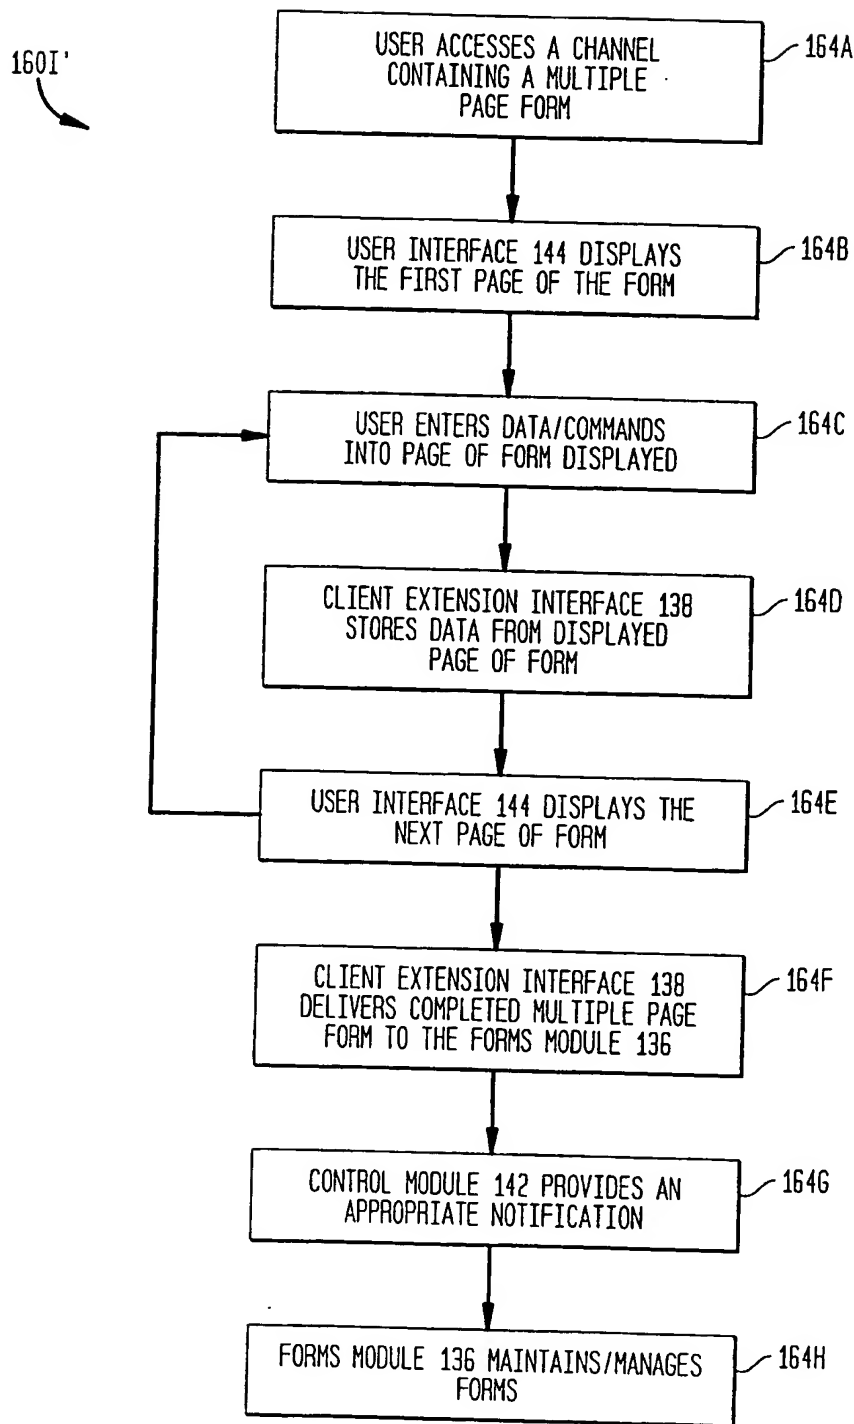 160I'
USER ACCESSES A CHANNEL
CONTAINING A MULTIPLE
PAGE FORM
164A
USER INTERFACE 144 DISPLAYS
THE FIRST PAGE OF THE FORM
164B
USER ENTERS DATA/COMMANDS
INTO PAGE OF FORM DISPLAYED
164C
CLIENT EXTENSION INTERFACE 138
STORES DATA FROM DISPLAYED
PAGE OF FORM
164D
USER INTERFACE 144 DISPLAYS THE
NEXT PAGE OF FORM
164E
CLIENT EXTENSION INTERFACE 138
DELIVERS COMPLETED MULTIPLE PAGE
FORM TO THE FORMS MODULE 136
164F
CONTROL MODULE 142 PROVIDES AN
APPROPRIATE NOTIFICATION
164G
FORMS MODULE 136 MAINTAINS/MANAGES
FORMS
164H